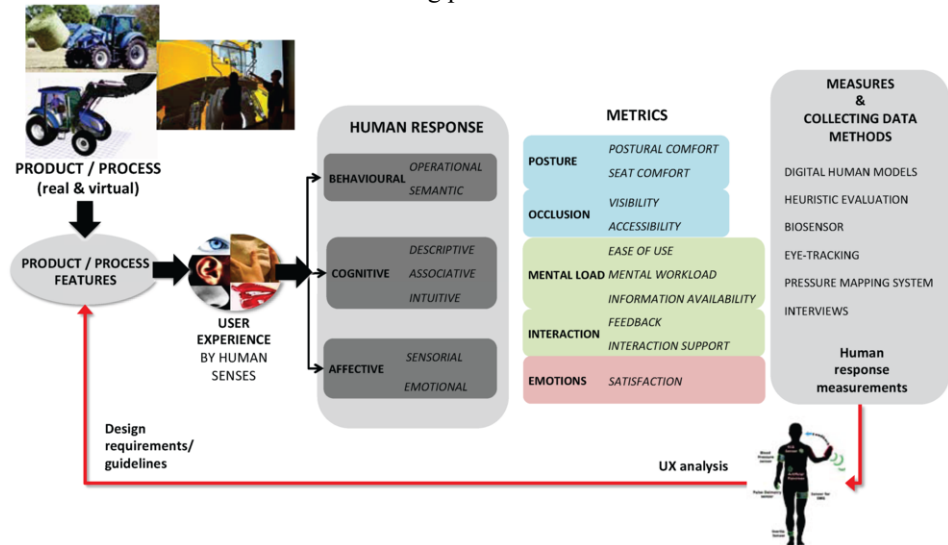 PRODUCT / PROCESS
(real & virtual)
PRODUCT / PROCESS
FEATURES
USER
EXPERIENCE
BY HUMAN
SENSES
HUMAN RESPONSE
BEHAVIOURAL
OPERATIONAL
SEMANTIC
COGNITIVE
DESCRIPTIVE
ASSOCIATIVE
INTUITIVE
AFFECTIVE
SENSORIAL
EMOTIONAL
METRICS
POSTURE
POSTURAL COMFORT
SEAT COMFORT
OCCLUSION
VISIBILITY
ACCESSIBILITY
MENTAL LOAD
EASE OF USE
MENTAL WORKLOAD
INFORMATION AVAILABILITY
INTERACTION
FEEDBACK
INTERACTION SUPPORT
EMOTIONS
SATISFACTION
MEASURES
&
COLLECTING DATA
METHODS
DIGITAL HUMAN MODELS
HEURISTIC EVALUATION
BIOSENSOR
EYE-TRACKING
PRESSURE MAPPING SYSTEM
INTERVIEWS
Human
response
measurements
Design
requirements/
guidelines
UX analysis